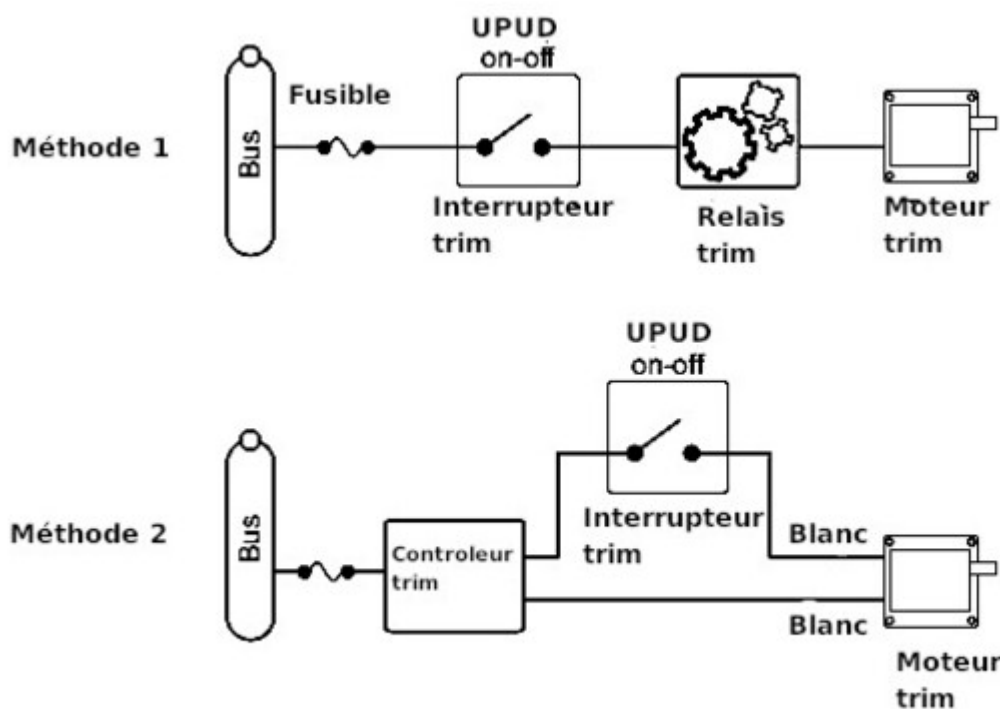 UPUD
on-off
Fusible
Méthode 1
Bus
Interrupteur
trim
Relais
trim
Moteur
trim
UPUD
on-off
Méthode 2
Bus
Controleur
trim
Interrupteur
trim
Blanc
Blanc
Moteur
trim